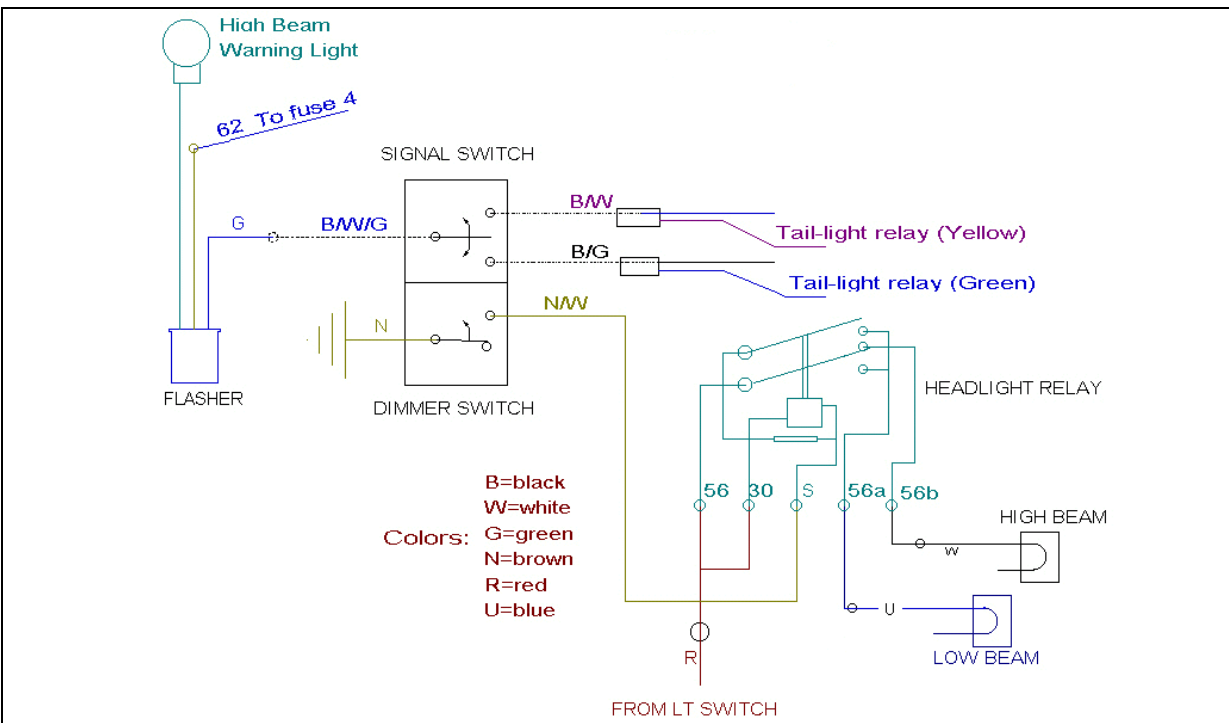 High Beam
Warning Light
62 To fuse 4
SIGNAL SWITCH
G
B/W/G
B/W
Tail-light relay (Yellow)
B/G
Tail-light relay (Green)
N
N/W
FLASHER
DIMMER SWITCH
HEADLIGHT RELAY
Colors:
B=black
W=white
G=green
N=brown
R=red
U=blue
56
30
S
56a
56b
HIGH BEAM
W
U
LOW BEAM
R
FROM LT SWITCH